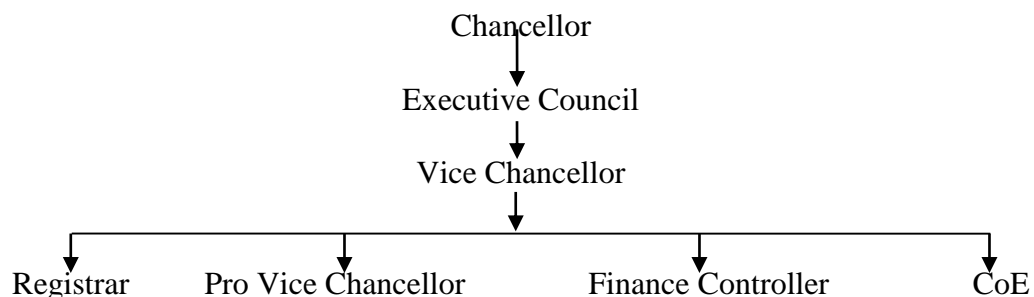 Chancellor
Executive Council
Vice Chancellor
Registrar Pro Vice Chancellor Finance Controller CoE